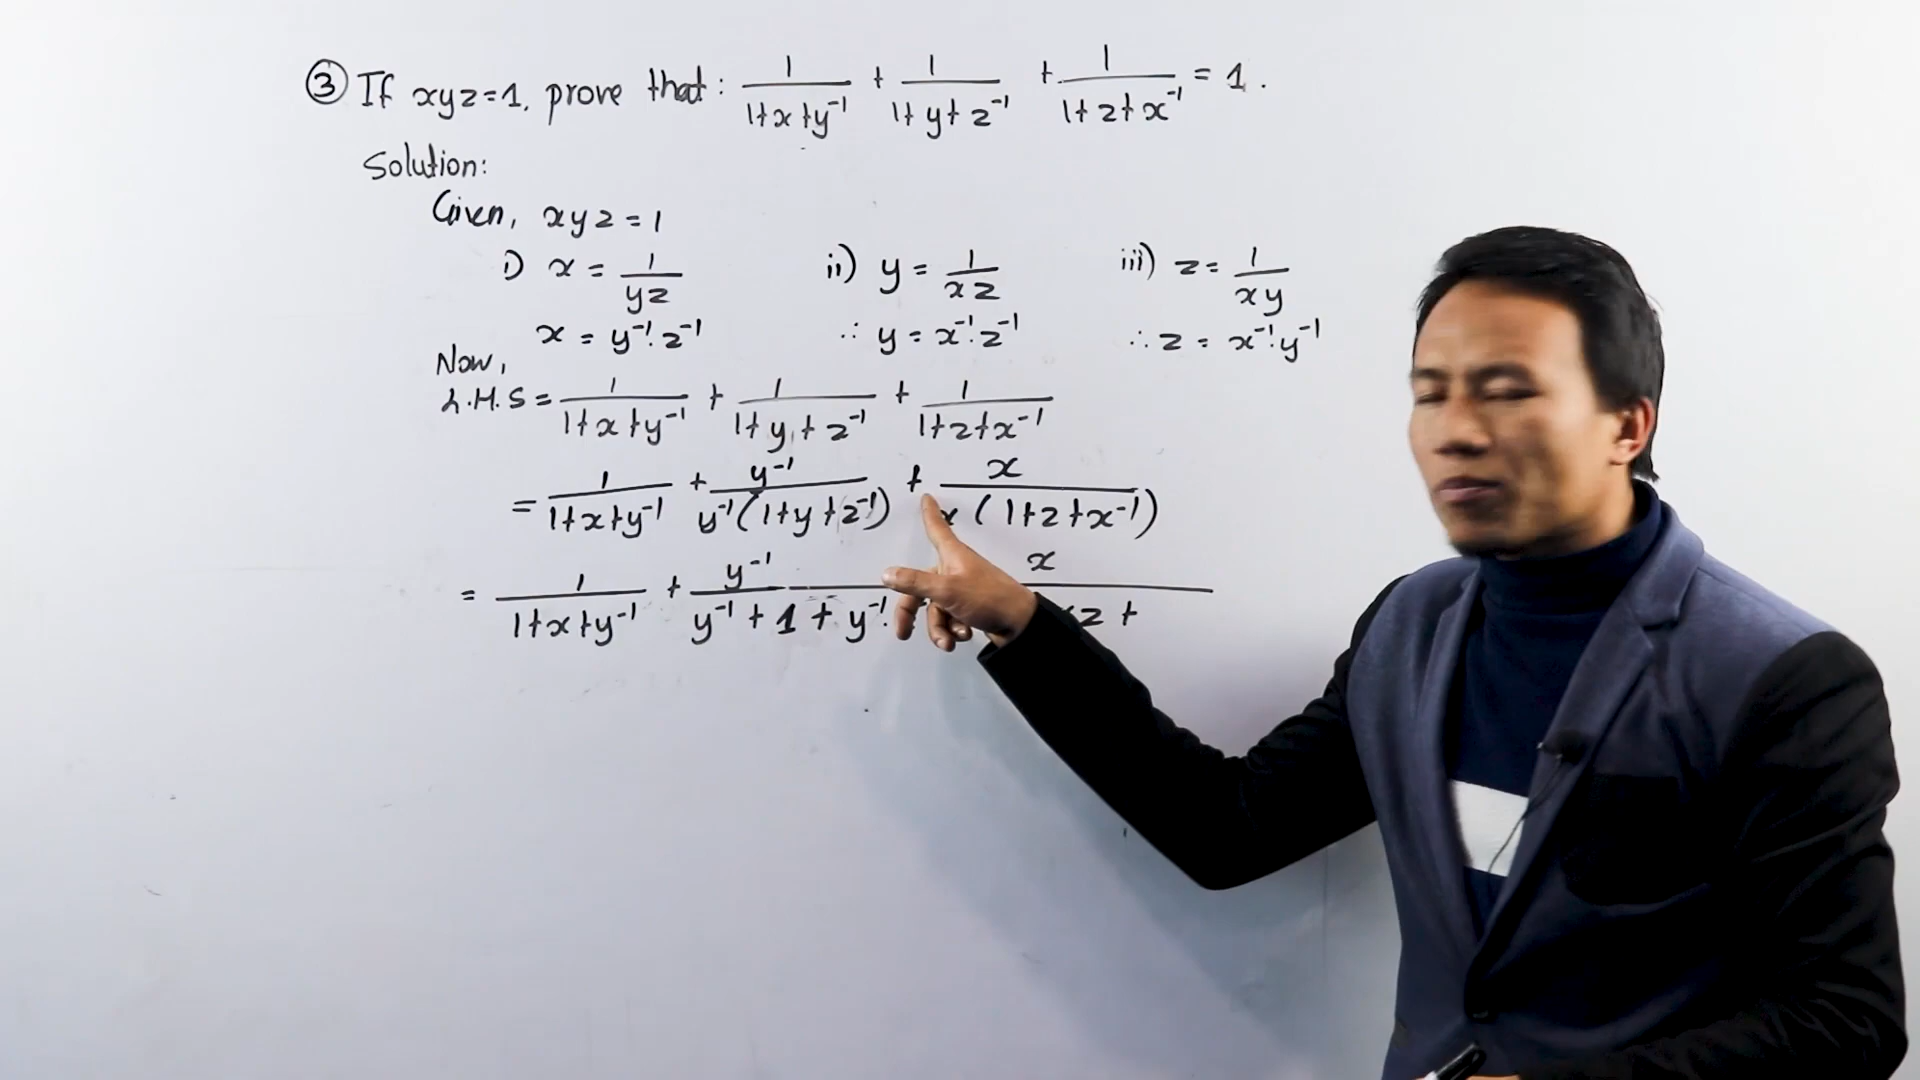 ③ If xyz=1, prove that: 1/(1+x+y⁻¹) + 1/(1+y+z⁻¹) + 1/(1+z+x⁻¹) = 1.
Solution:
Given, xyz=1
i) x = 1/yz ii) y = 1/xz iii) z = 1/xy
x = y⁻¹.z⁻¹ ∴ y = x⁻¹.z⁻¹ ∴ z = x⁻¹.y⁻¹
Now,
L.H.S = 1/(1+x+y⁻¹) + 1/(1+y+z⁻¹) + 1/(1+z+x⁻¹)
= 1/(1+x+y⁻¹) + y⁻¹/(y⁻¹(1+y+z⁻¹)) + x/(x(1+z+x⁻¹))
= 1/(1+x+y⁻¹) + y⁻¹/(y⁻¹+1+y⁻¹. x/ z+